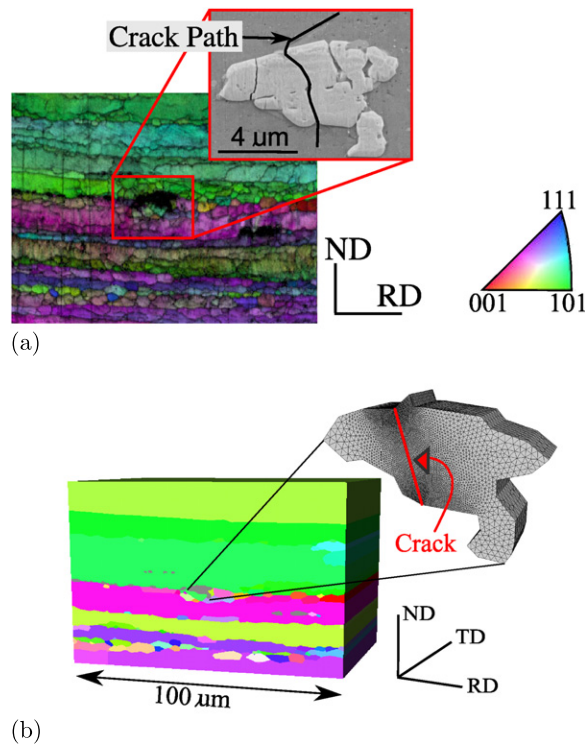 Crack Path
4 µm
ND
RD
111
001
101
(a)
Crack
ND
TD
RD
100 µm
(b)